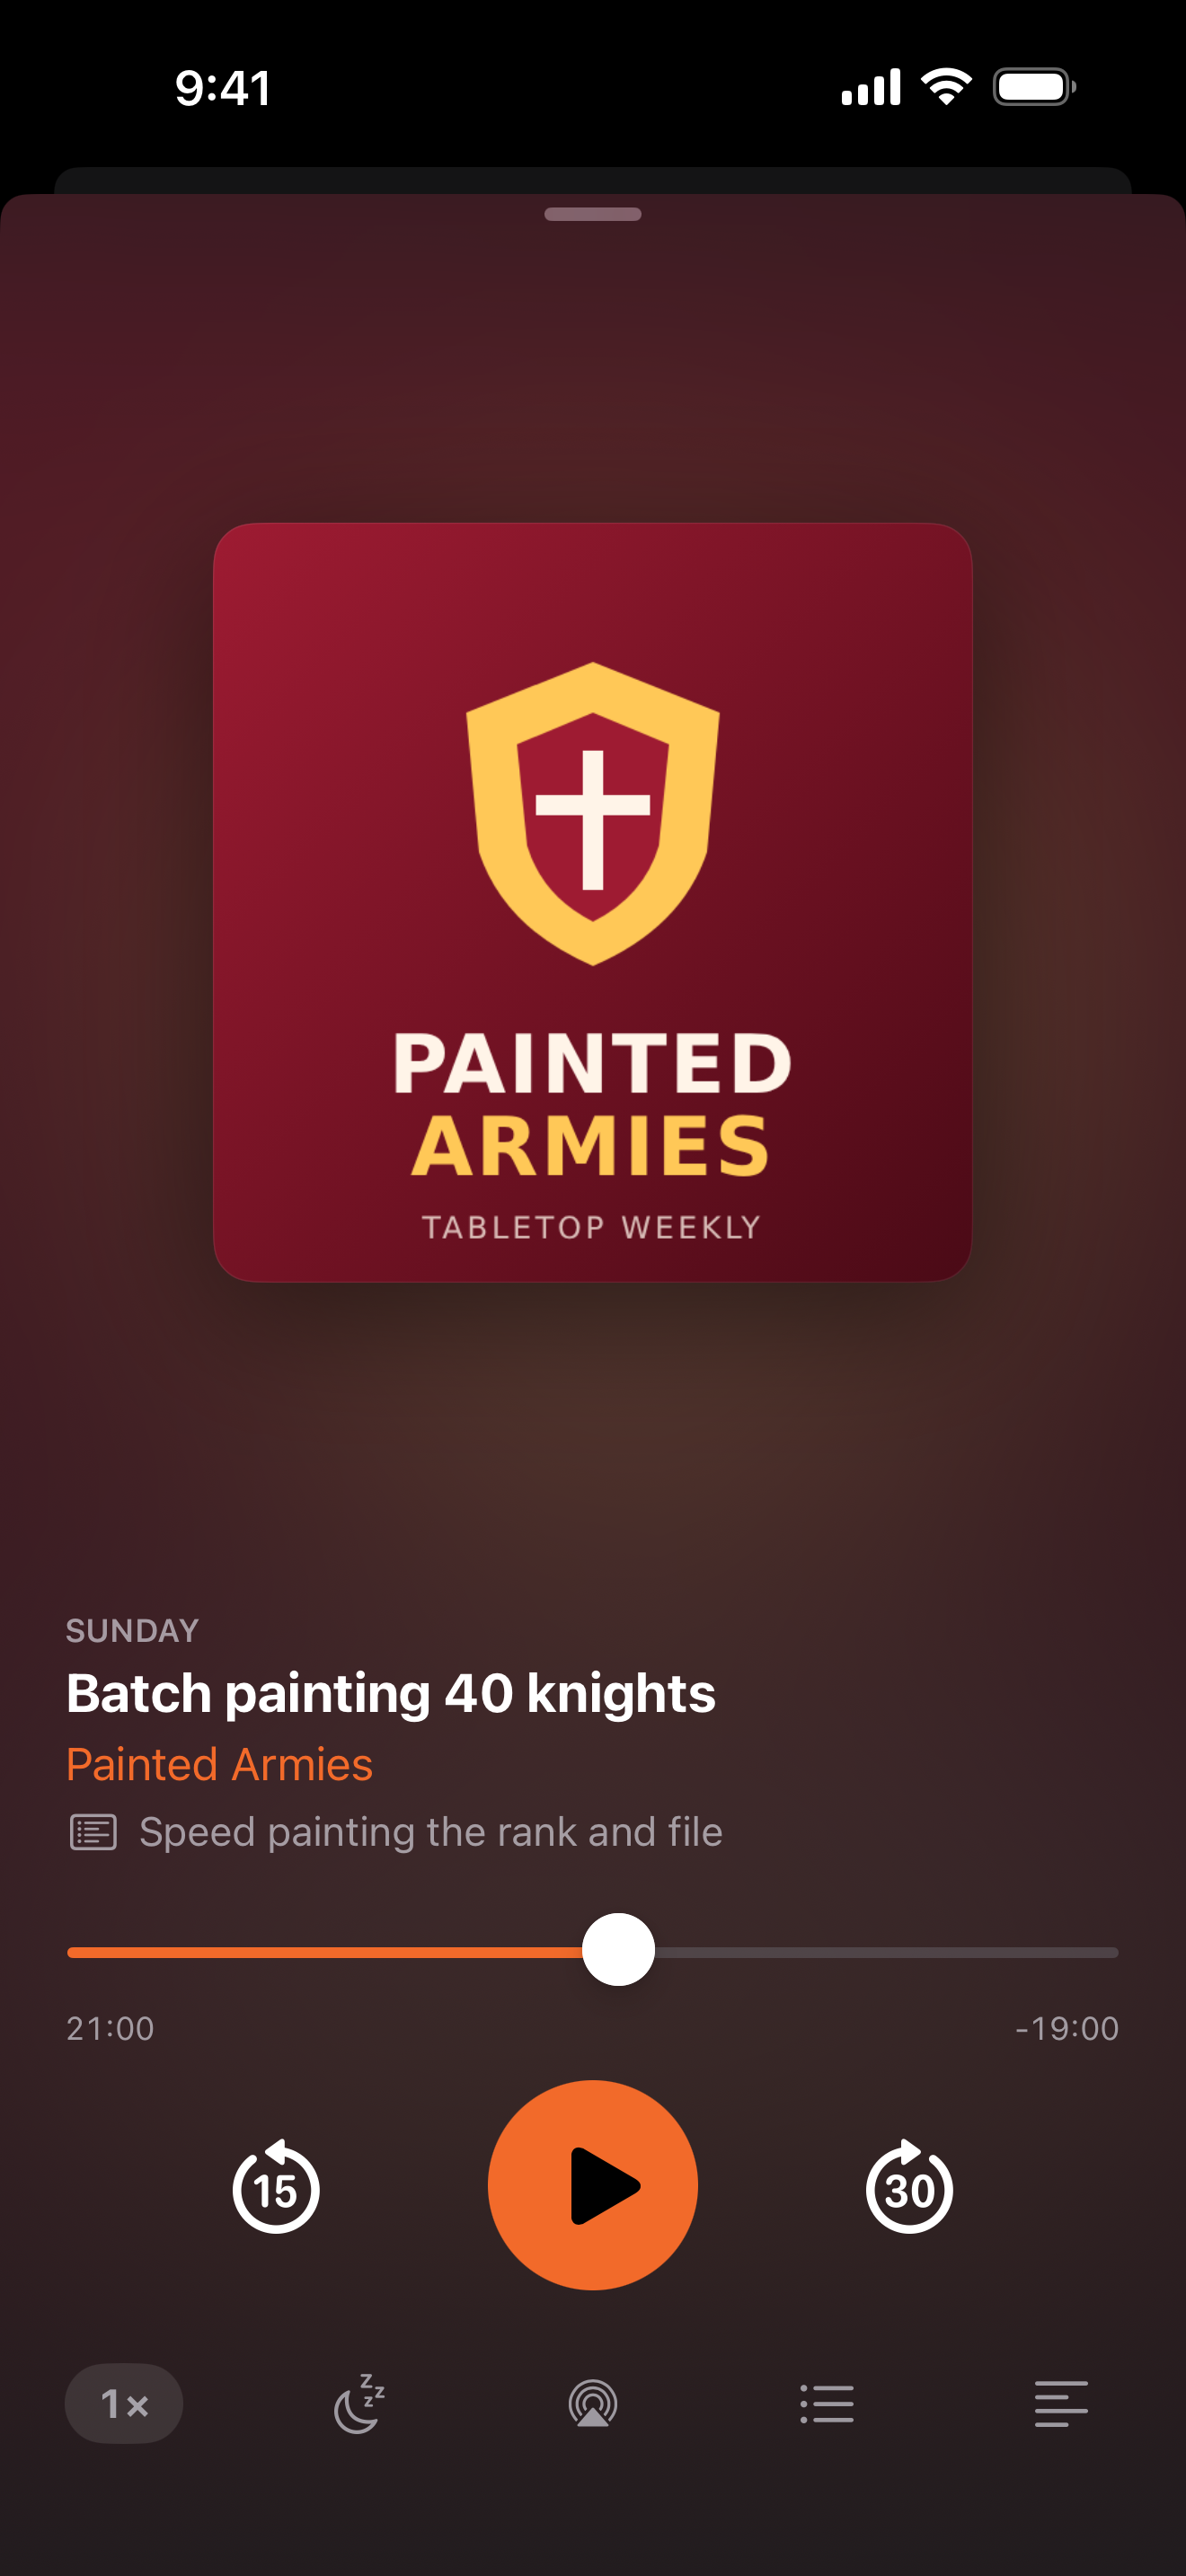 9:41
PAINTED
ARMIES
TABLETOP WEEKLY
SUNDAY
Batch painting 40 knights
Painted Armies
Speed painting the rank and file
21:00 -19:00
15 30
1× z z z